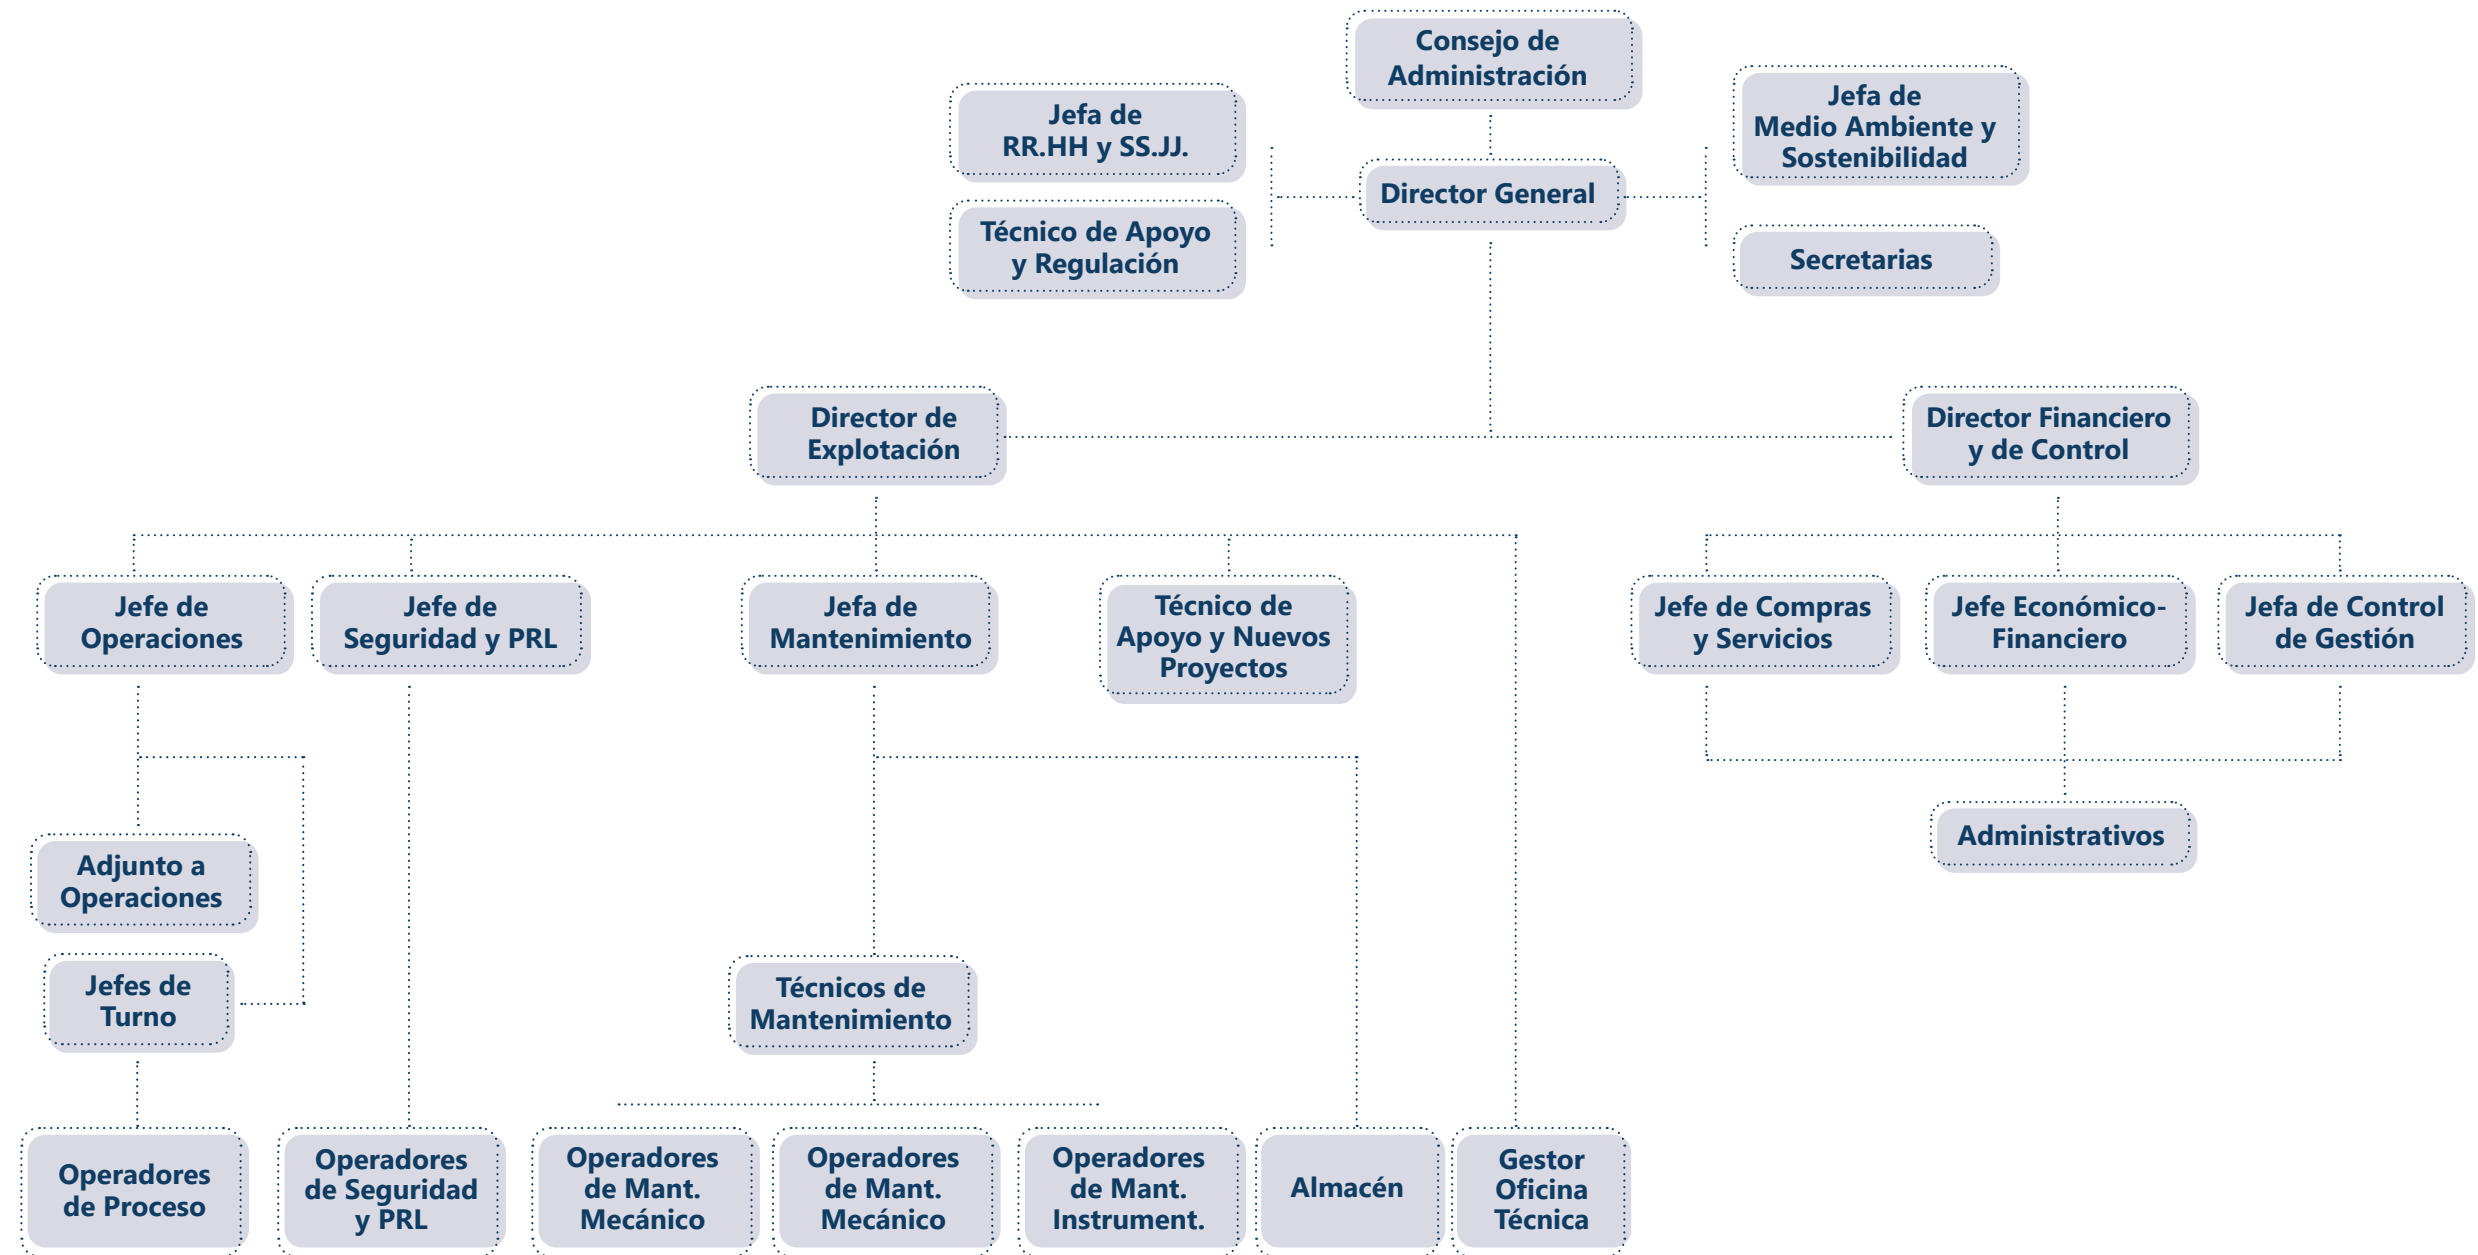 Consejo de
Administración
Jefa de
RR.HH y SS.JJ.
Jefa de
Medio Ambiente y
Sostenibilidad
Director General
Técnico de Apoyo
y Regulación
Secretarias
Director de
Explotación
Director Financiero
y de Control
Jefe de
Operaciones
Jefe de
Seguridad y PRL
Jefa de
Mantenimiento
Técnico de
Apoyo y Nuevos
Proyectos
Jefe de Compras
y Servicios
Jefe Económico-
Financiero
Jefa de Control
de Gestión
Adjunto a
Operaciones
Administrativos
Jefes de
Turno
Técnicos de
Mantenimiento
Operadores
de Proceso
Operadores
de Seguridad
y PRL
Operadores
de Mant.
Mecánico
Operadores
de Mant.
Mecánico
Operadores
de Mant.
Instrument.
Almacén
Gestor
Oficina
Técnica